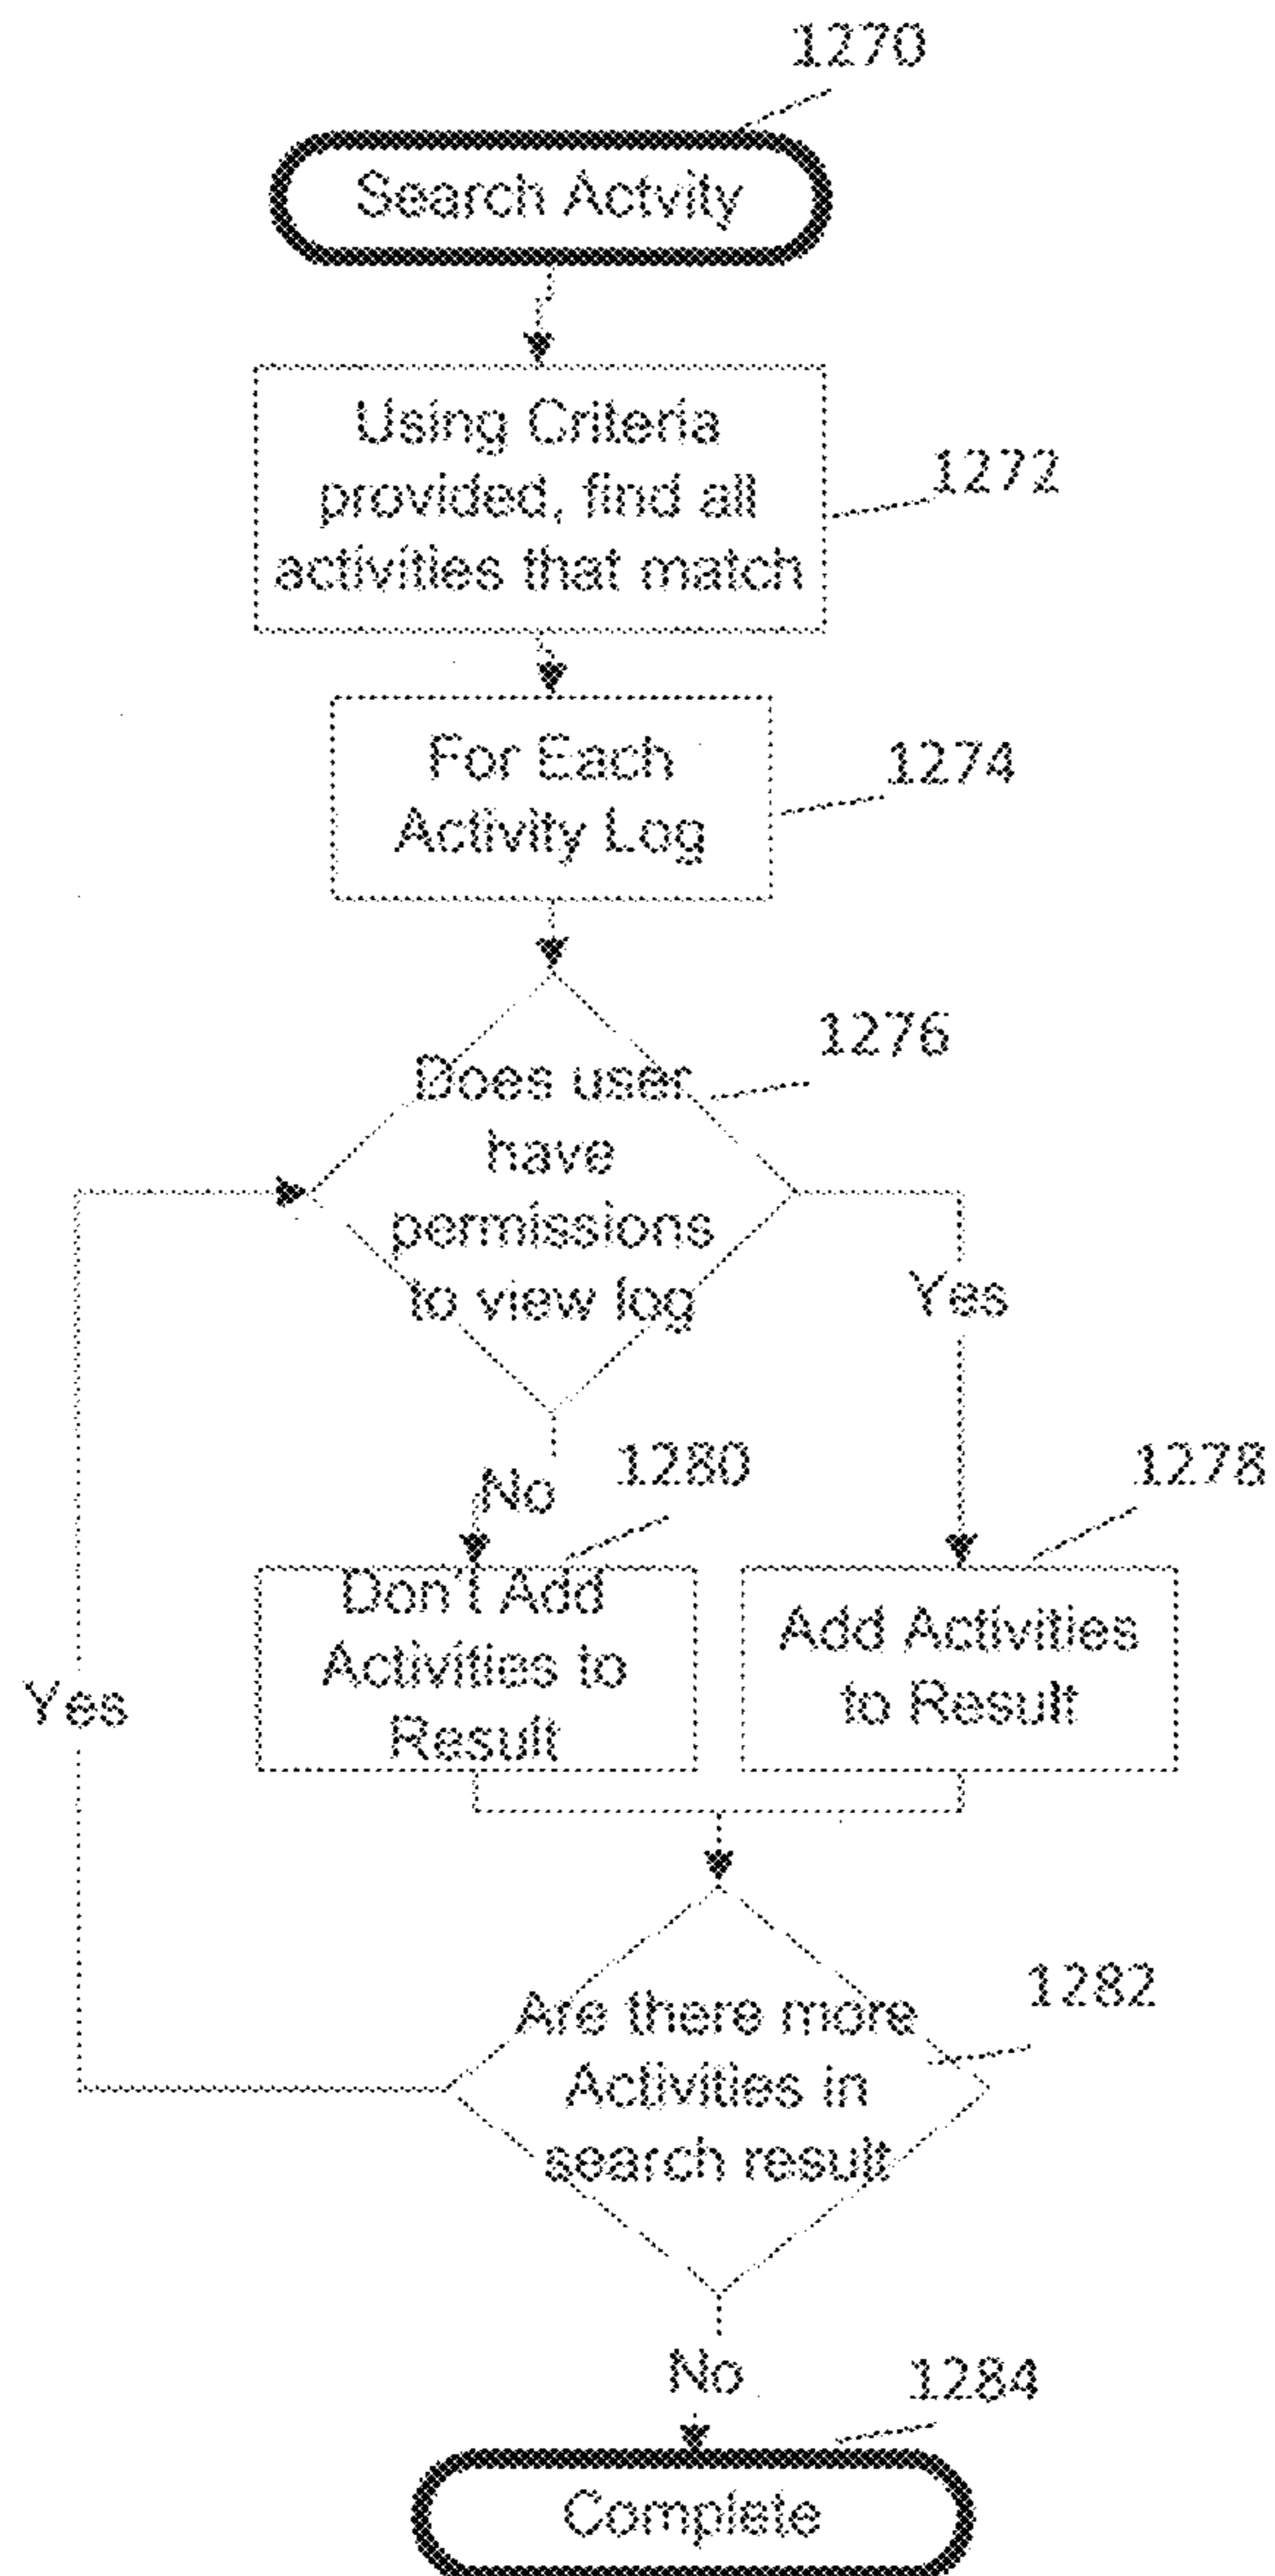 1270
Search Actvity
Using Criteria
provided, find all
activities that match
1272
For Each
Activity Log
1274
Does user
have
permissions
to view log
1276
Yes
No
1280
1278
Don't Add
Activities to
Result
Add Activities
to Result
Yes
Are there more
Activities in
search result
1282
No
1284
Complete